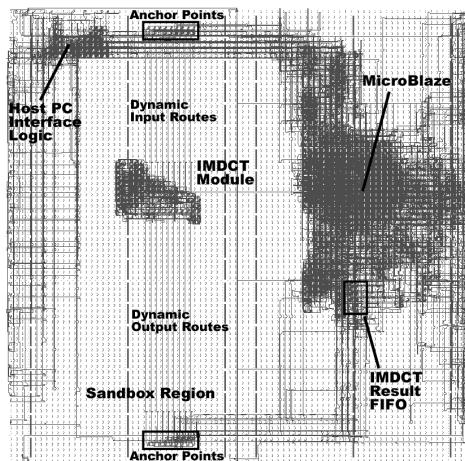 Anchor Points
MicroBlaze
Host PC
Interface
Logic
Dynamic
Input Routes
IMDCT
Module
Dynamic
Output Routes
IMDCT
Result
FIFO
Sandbox Region
Anchor Points